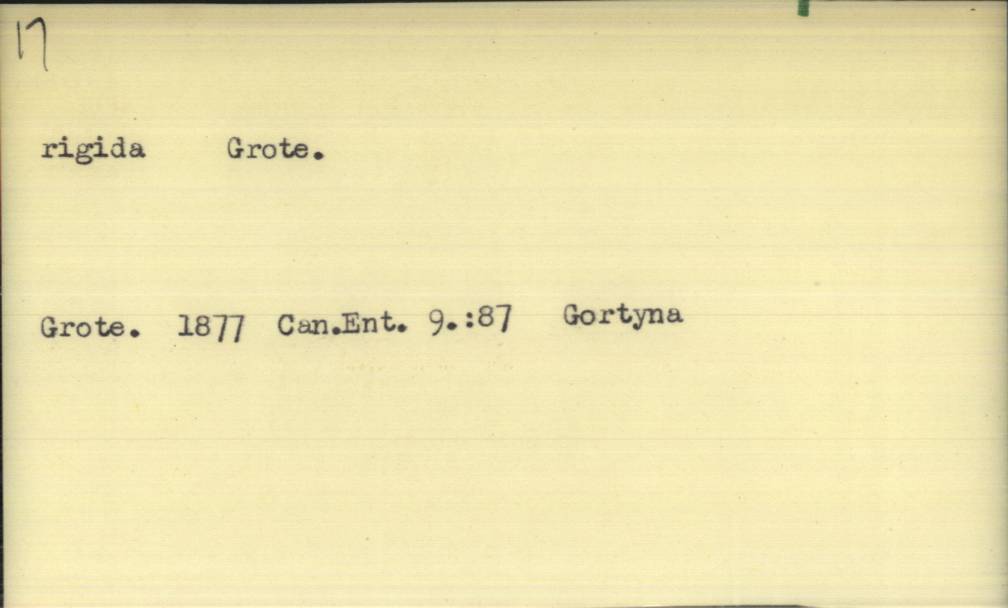 17
rigida Grote.
Grote. 1877 Can.Ent. 9.:87 Gortyna